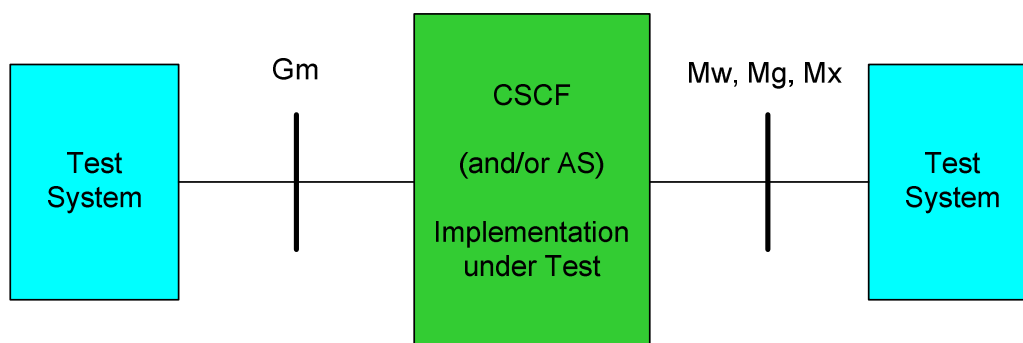 Test
System
Gm
CSCF
(and/or AS)
Implementation
under Test
Mw, Mg, Mx
Test
System